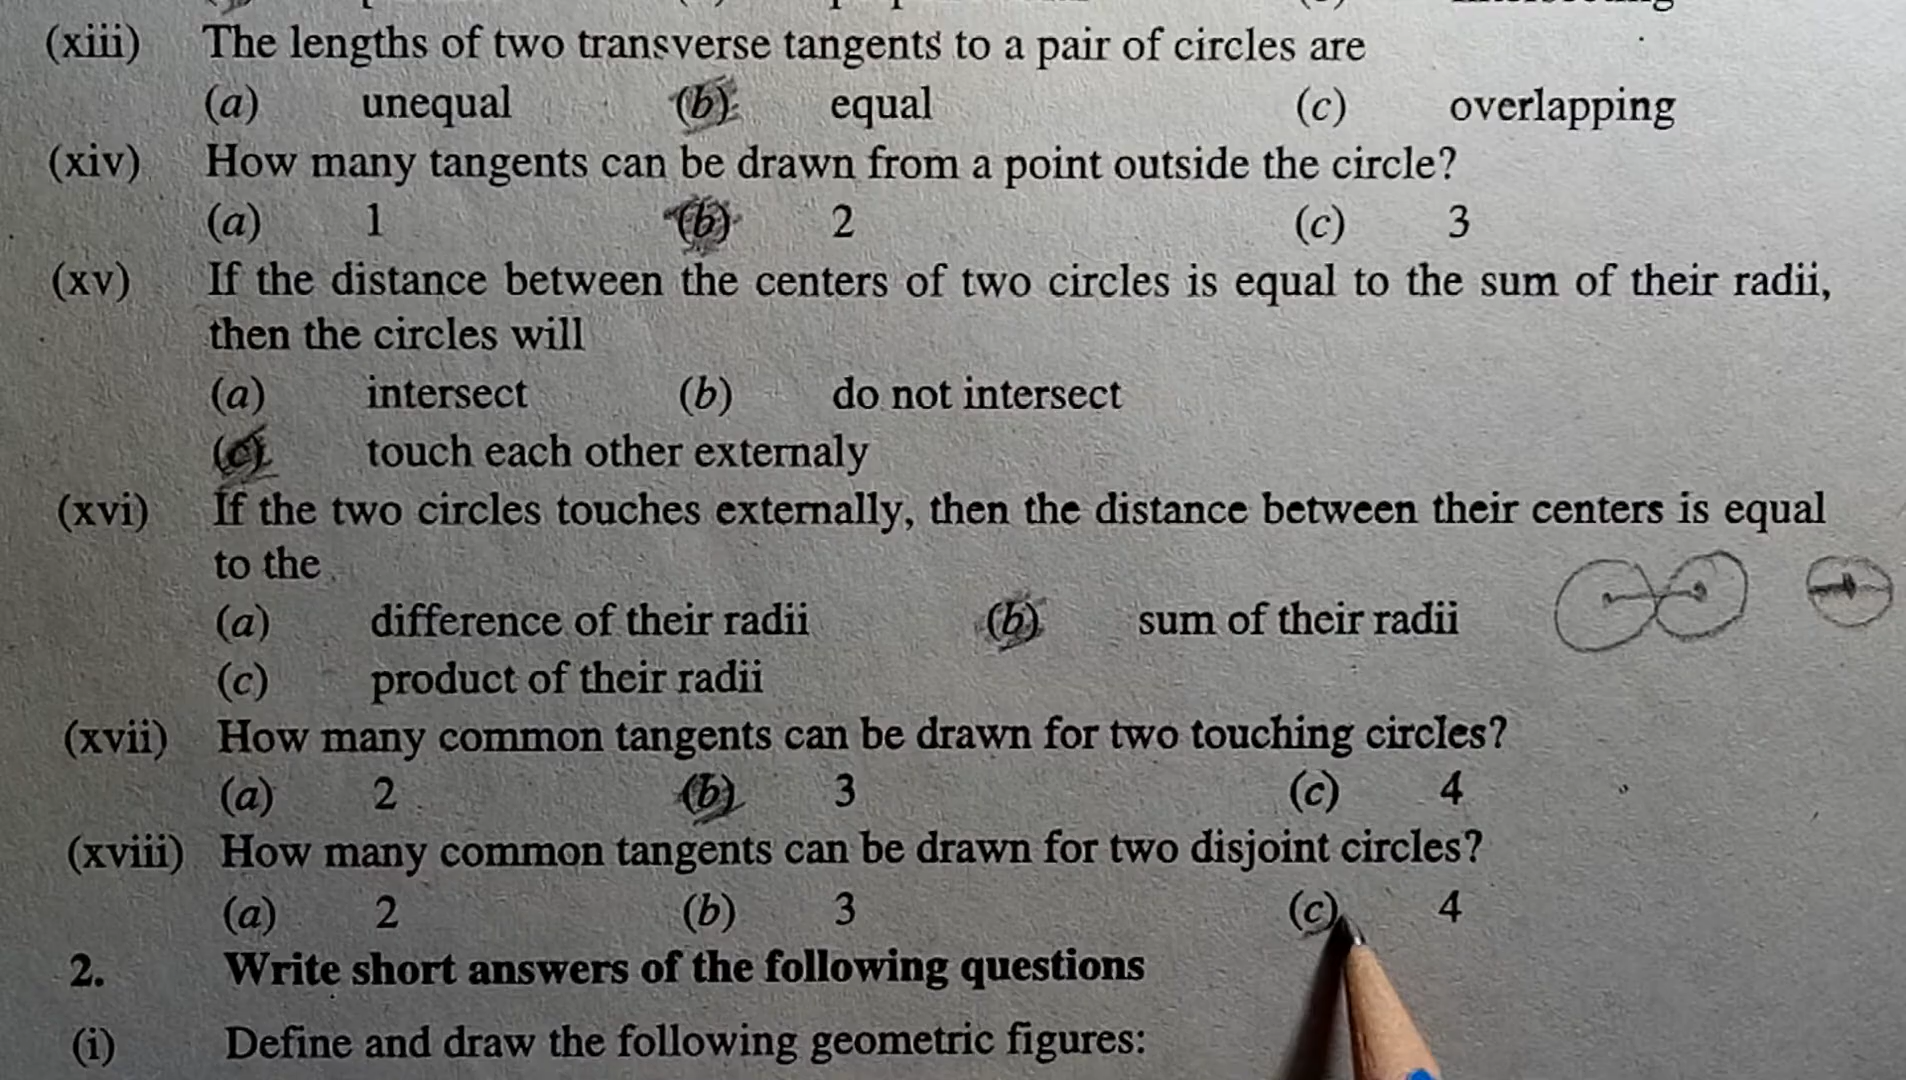 (xiii) The lengths of two transverse tangents to a pair of circles are
(a) unequal (b) equal (c) overlapping
(xiv) How many tangents can be drawn from a point outside the circle?
(a) 1 (b) 2 (c) 3
(xv) If the distance between the centers of two circles is equal to the sum of their radii,
then the circles will
(a) intersect (b) do not intersect
(c) touch each other externaly
(xvi) If the two circles touches externally, then the distance between their centers is equal
to the
(a) difference of their radii (b) sum of their radii
(c) product of their radii
(xvii) How many common tangents can be drawn for two touching circles?
(a) 2 (b) 3 (c) 4
(xviii) How many common tangents can be drawn for two disjoint circles?
(a) 2 (b) 3 (c) 4
2. Write short answers of the following questions
(i) Define and draw the following geometric figures: